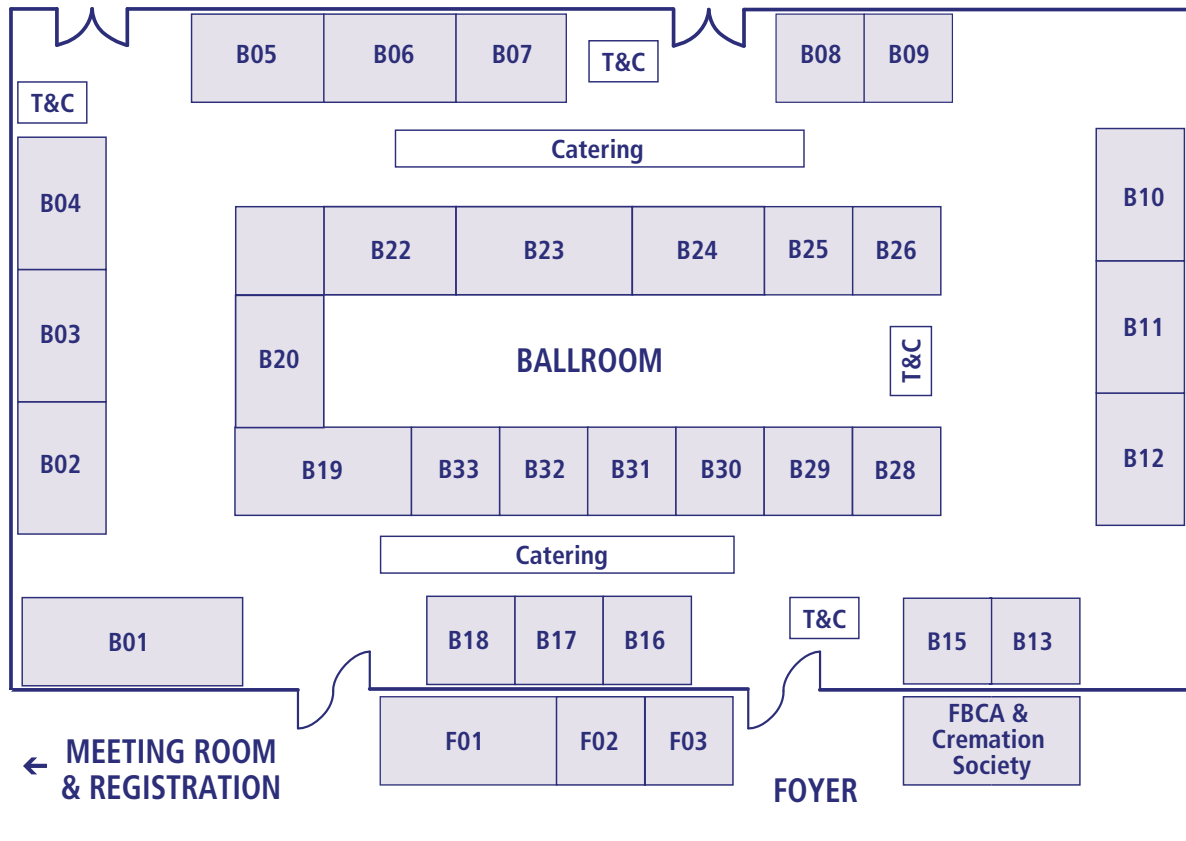 B05
B06
B07
T&C
B08
B09
T&C
Catering
B04
B10
B22
B23
B24
B25
B26
B03
B20
BALLROOM
T&C
B11
B02
B19
B33
B32
B31
B30
B29
B28
B12
Catering
B01
B18
B17
B16
T&C
B15
B13
F01
F02
F03
FBCA &
Cremation
Society
← MEETING ROOM
& REGISTRATION
FOYER